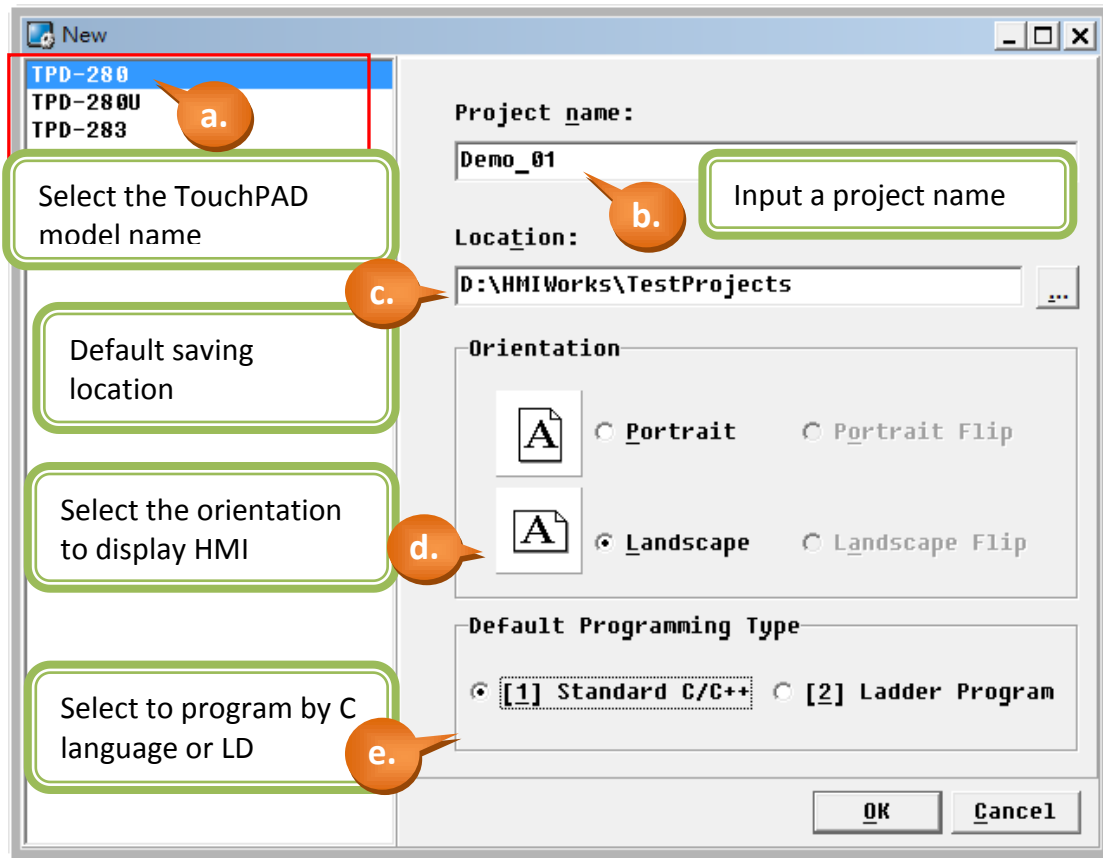 New
TPD-280
TPD-280U
TPD-283
a.
Select the TouchPAD
model name
Project name:
Demo_01
b.
Input a project name
Location:
c.
D:\HMIWorks\TestProjects
...
Default saving
location
Orientation
A
Portrait
Portrait Flip
Select the orientation
to display HMI
d.
A
Landscape
Landscape Flip
Default Programming Type
[1] Standard C/C++
[2] Ladder Program
Select to program by C
language or LD
e.
OK
Cancel